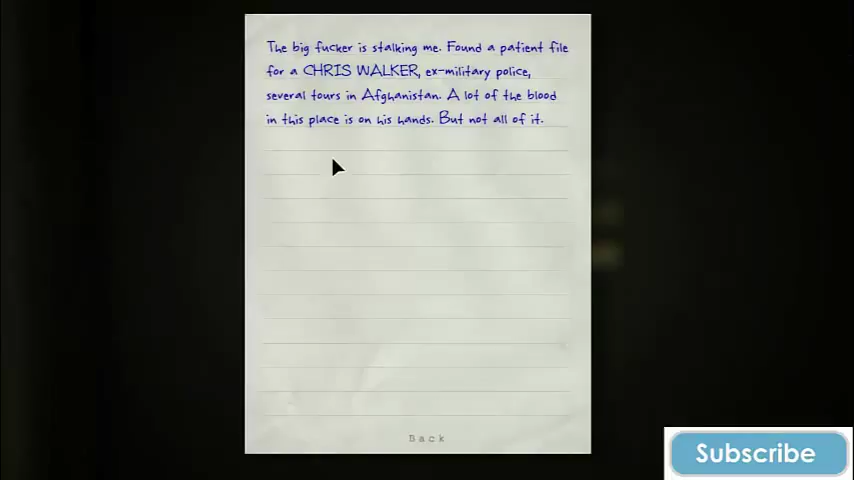 The big fucker is stalking me. Found a patient file
for a CHRIS WALKER, ex-military police,
several tours in Afghanistan. A lot of the blood
in this place is on his hands. But not all of it.
Back
Subscribe